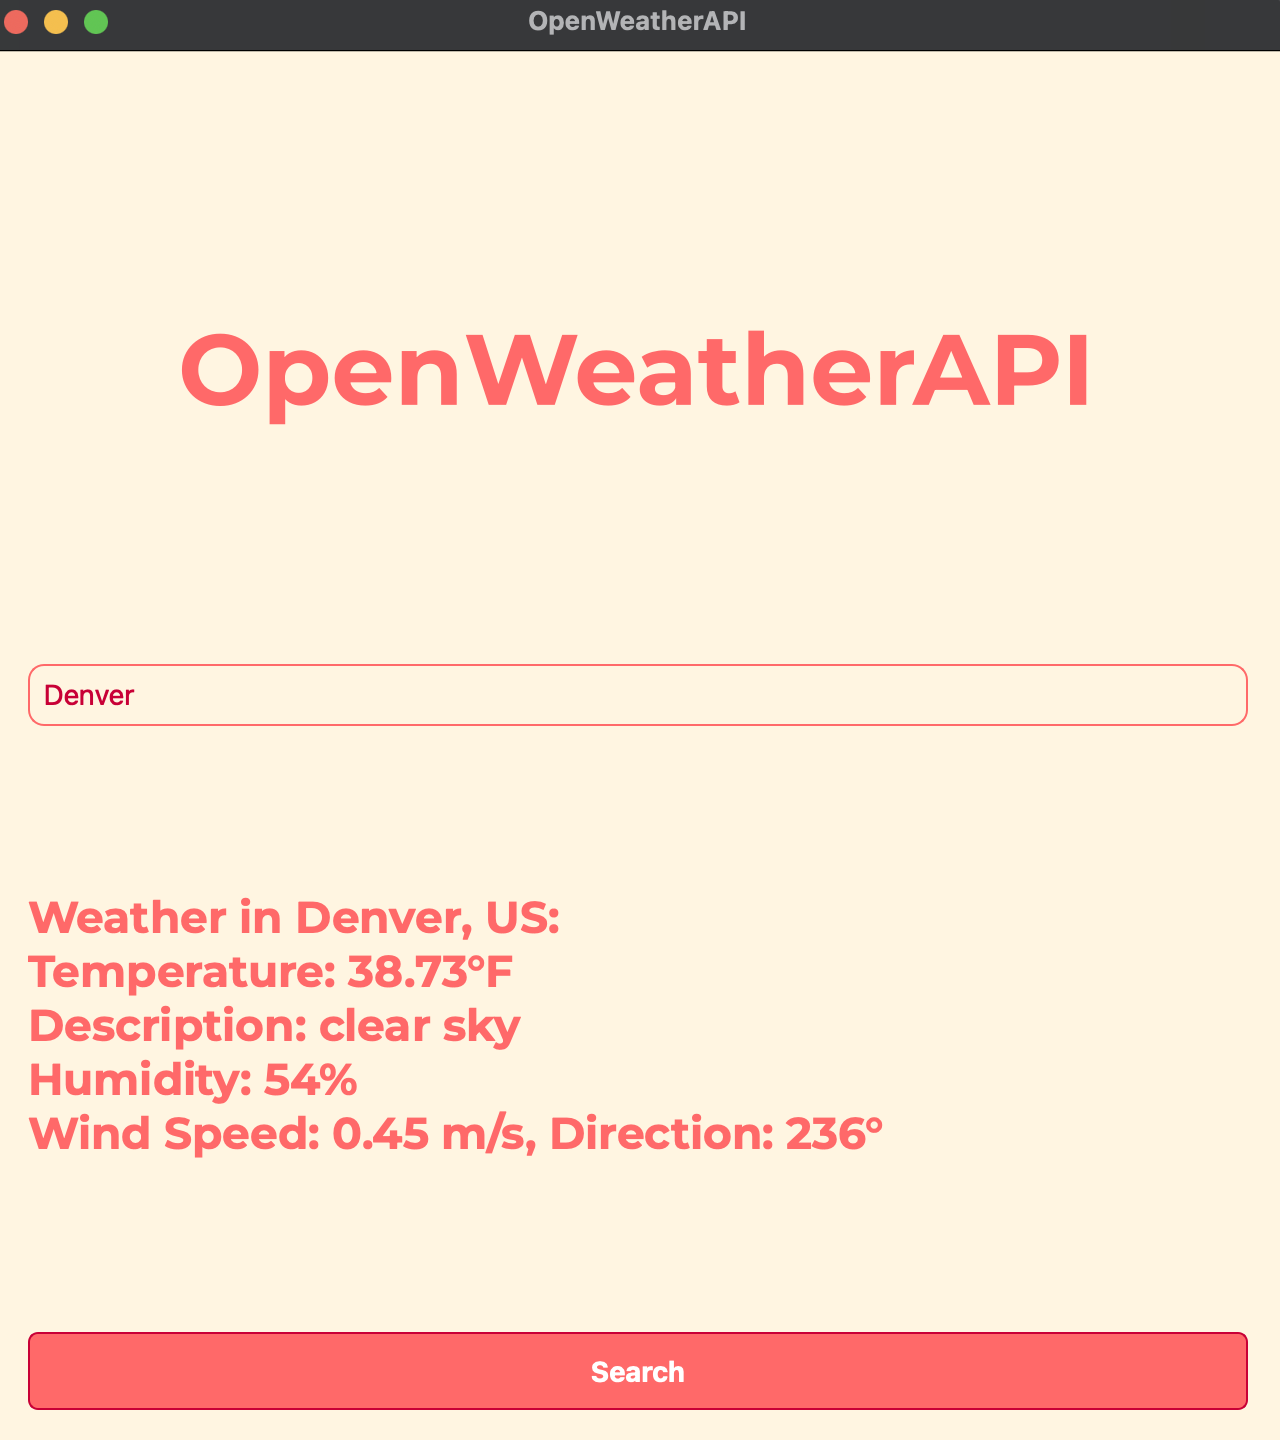 OpenWeatherAPI
OpenWeatherAPI
Denver
Weather in Denver, US:
Temperature: 38.73°F
Description: clear sky
Humidity: 54%
Wind Speed: 0.45 m/s, Direction: 236°
Search